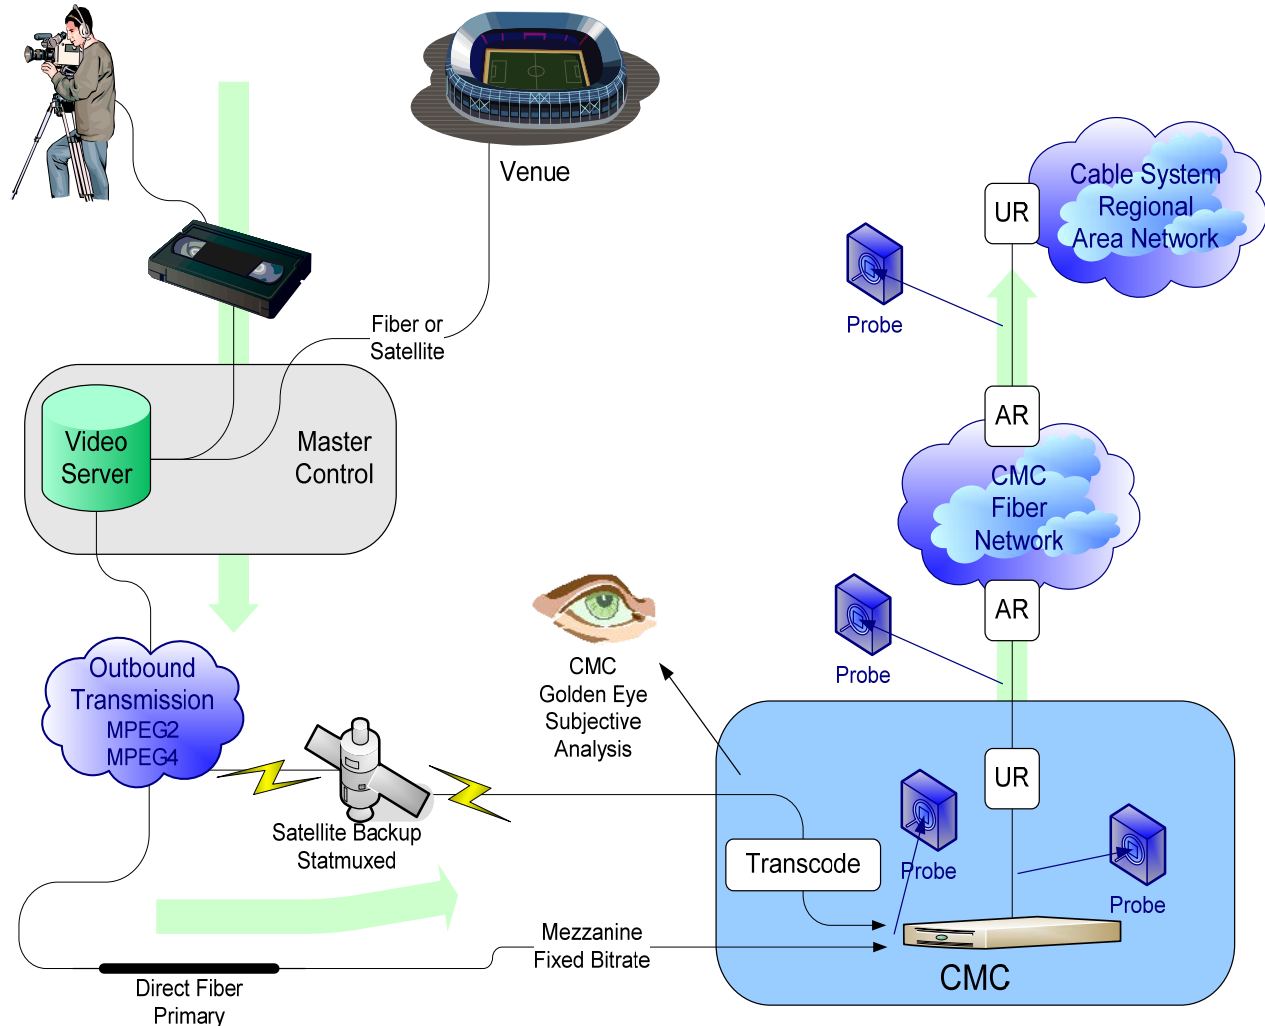 Venue
Cable System
Regional
Area Network
UR
Probe
Fiber or
Satellite
AR
Video
Server
Master
Control
CMC
Fiber
Network
AR
Probe
CMC
Golden Eye
Subjective
Analysis
Outbound
Transmission
MPEG2
MPEG4
Satellite Backup
Statmuxed
UR
Transcode
Probe
Probe
Mezzanine
Fixed Bitrate
CMC
Direct Fiber
Primary